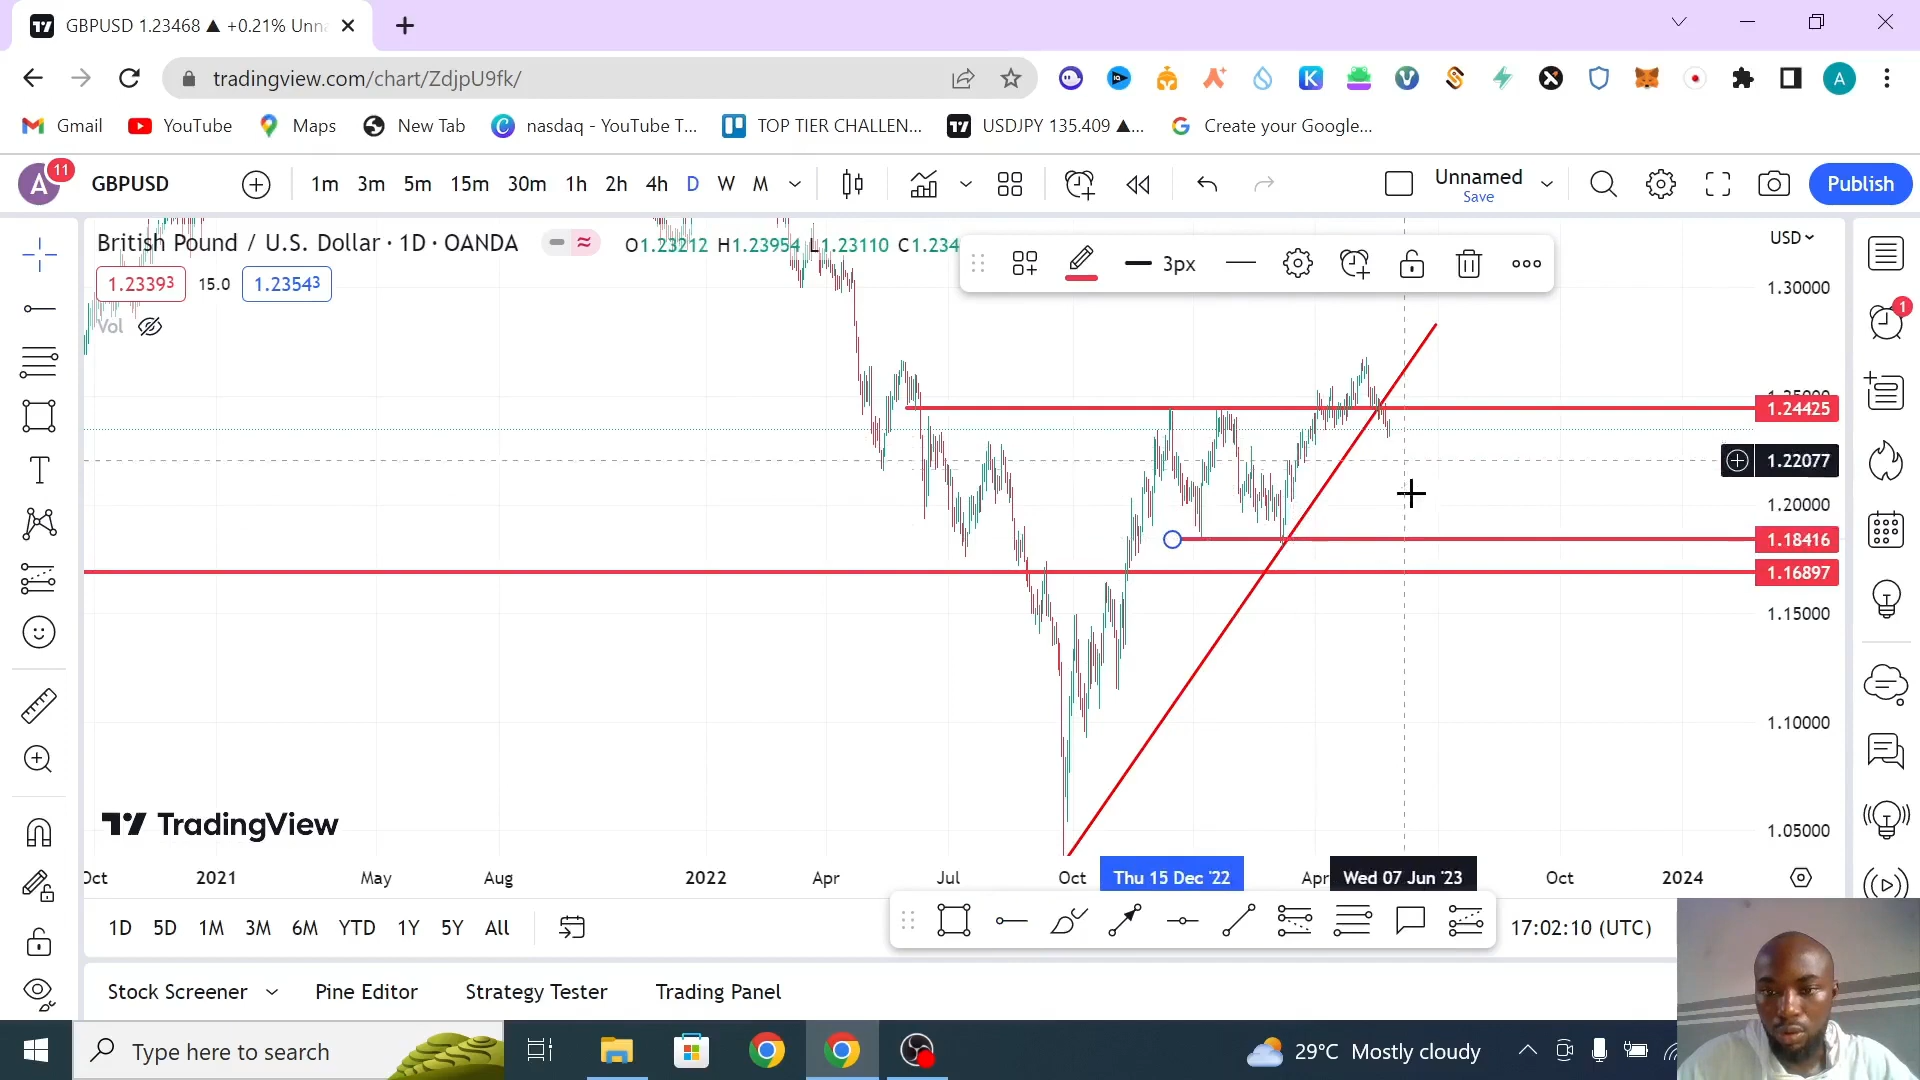 GBPUSD 1.23468 ▲ +0.21% Unna
tradingview.com/chart/ZdjpU9fk/
Gmail YouTube Maps New Tab nasdaq - YouTube T... TOP TIER CHALLEN... USDJPY 135.409 ▲... Create your Google...
A 11 GBPUSD 1m 3m 5m 15m 30m 1h 2h 4h D W M Unnamed Publish
Save
British Pound / U.S. Dollar · 1D · OANDA O1.23212 H1.23954 L1.23110 C1.234 USD
3px
1.23393 15.0 1.23543
1.30000
Vol
1
1.24425
1.22077
1.20000
1.18416
1.16897
1.15000
1.10000
TradingView
1.05000
Oct 2021 May Aug 2022 Apr Jul Oct Thu 15 Dec '22 Apr Wed 07 Jun '23 Oct 2024
1D 5D 1M 3M 6M YTD 1Y 5Y All 17:02:10 (UTC)
Stock Screener Pine Editor Strategy Tester Trading Panel
Type here to search 29°C Mostly cloudy